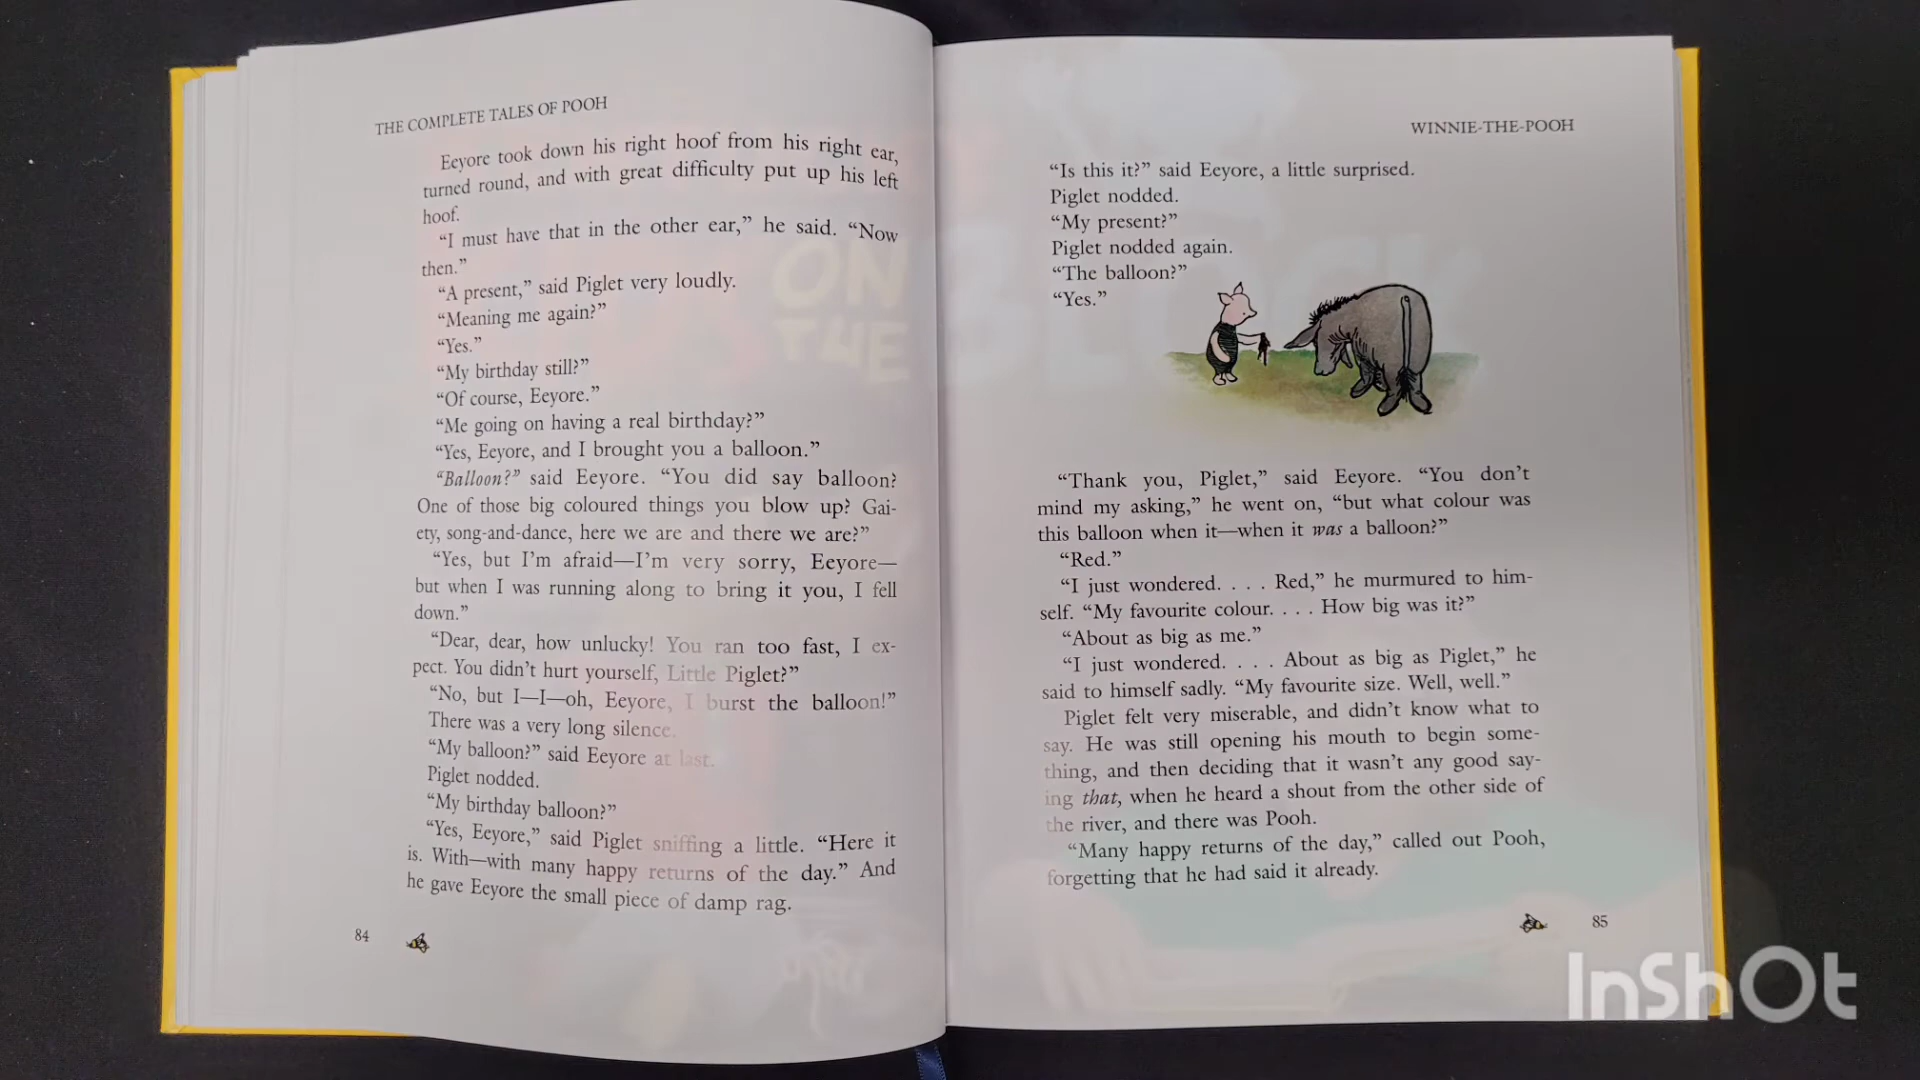 THE COMPLETE TALES OF POOH
Eeyore took down his right hoof from his right ear,
turned round, and with great difficulty put up his left
hoof.
“I must have that in the other ear,” he said. “Now
then.”
“A present,” said Piglet very loudly.
“Meaning me again?”
“Yes.”
“My birthday still?”
“Of course, Eeyore.”
“Me going on having a real birthday?”
“Yes, Eeyore, and I brought you a balloon.”
“Balloon?” said Eeyore. “You did say balloon?
One of those big coloured things you blow up? Gai-
ety, song-and-dance, here we are and there we are?”
“Yes, but I’m afraid—I’m very sorry, Eeyore—
but when I was running along to bring it you, I fell
down.”
“Dear, dear, how unlucky! You ran too fast, I ex-
pect. You didn’t hurt yourself, Little Piglet?”
“No, but I—I—oh, Eeyore, I burst the balloon!”
There was a very long silence.
“My balloon?” said Eeyore at last.
Piglet nodded.
“My birthday balloon?”
“Yes, Eeyore,” said Piglet sniffing a little. “Here it
is. With—with many happy returns of the day.” And
he gave Eeyore the small piece of damp rag.
84
WINNIE-THE-POOH
“Is this it?” said Eeyore, a little surprised.
Piglet nodded.
“My present?”
Piglet nodded again.
“The balloon?”
“Yes.”
“Thank you, Piglet,” said Eeyore. “You don’t
mind my asking,” he went on, “but what colour was
this balloon when it—when it was a balloon?”
“Red.”
“I just wondered. . . . Red,” he murmured to him-
self. “My favourite colour. . . . How big was it?”
“About as big as me.”
“I just wondered. . . . About as big as Piglet,” he
said to himself sadly. “My favourite size. Well, well.”
Piglet felt very miserable, and didn’t know what to
say. He was still opening his mouth to begin some-
thing, and then deciding that it wasn’t any good say-
ing that, when he heard a shout from the other side of
the river, and there was Pooh.
“Many happy returns of the day,” called out Pooh,
forgetting that he had said it already.
85
ON
THE
BLOCK
InShOt